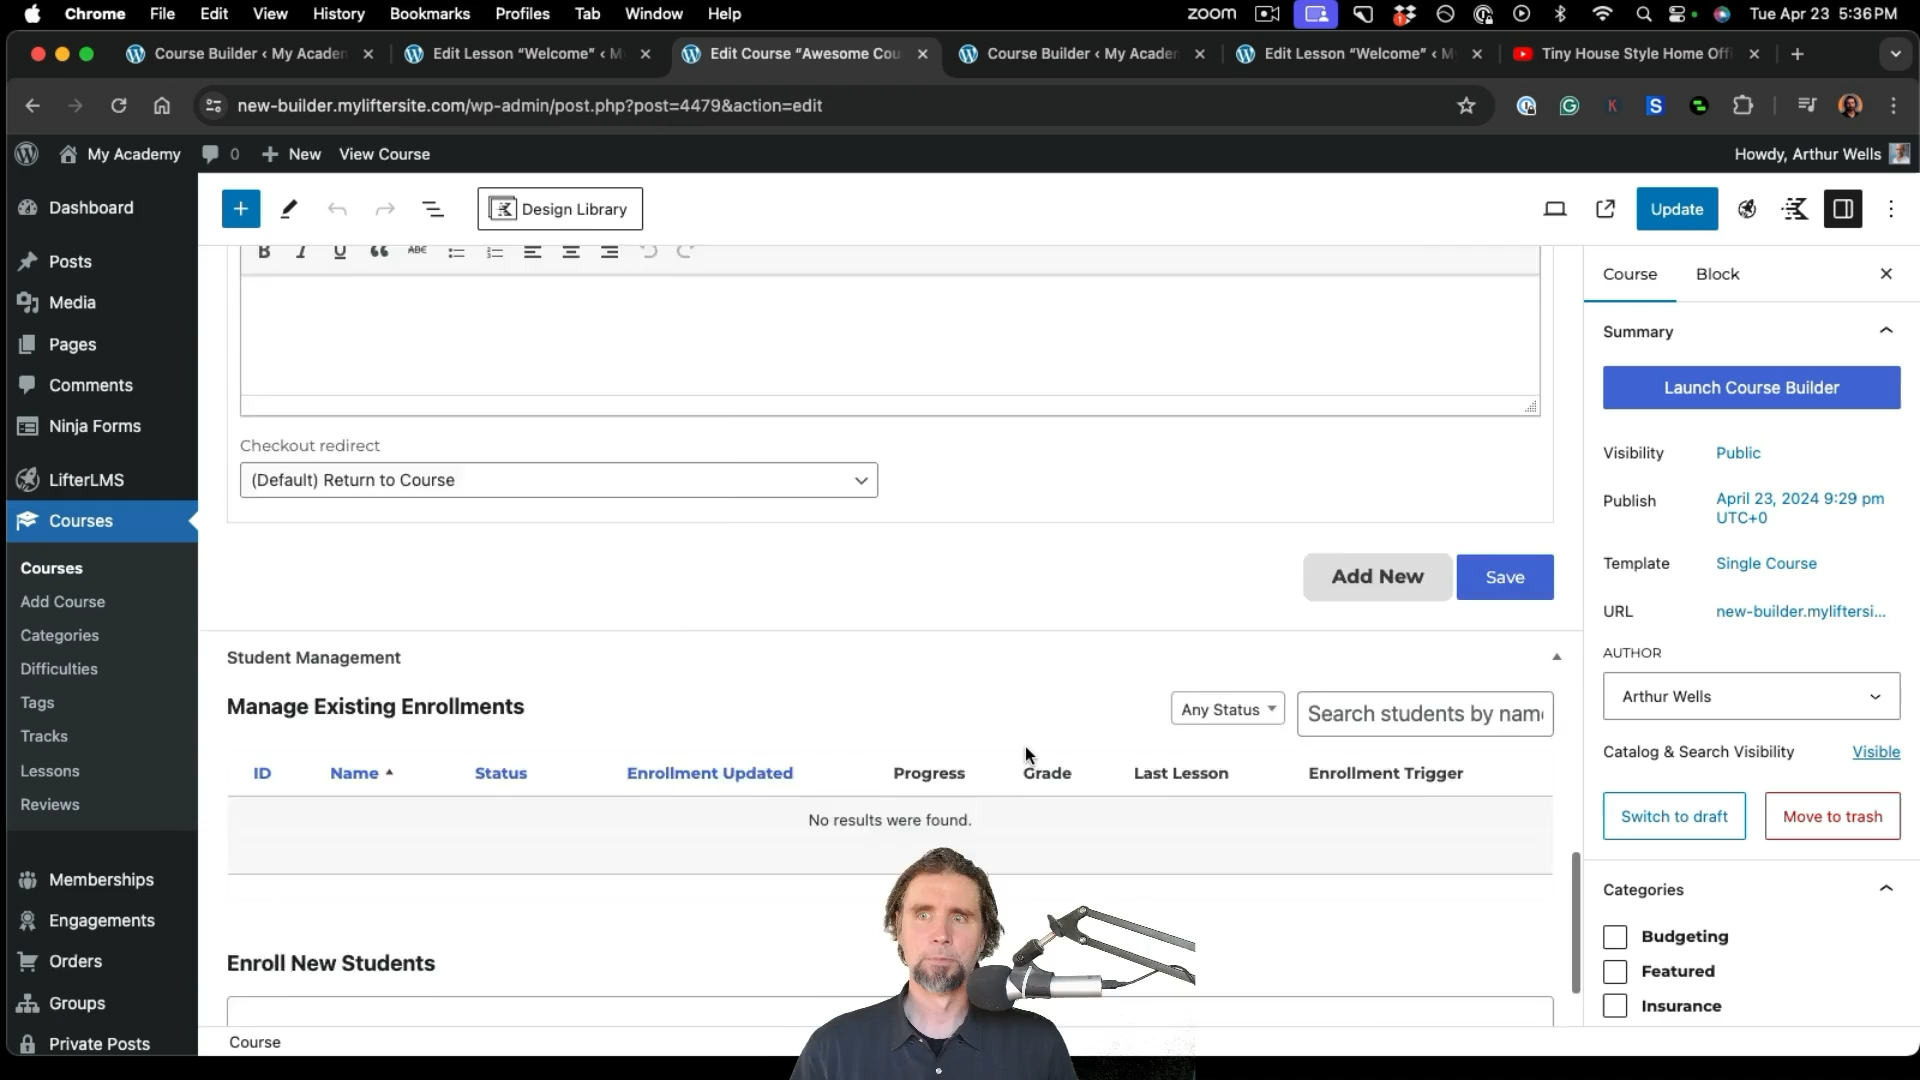 Chrome File Edit View History Bookmarks Profiles Tab Window Help
zoom
1
Tue Apr 23 5:36 PM
Course Builder ‹ My Acade
Edit Lesson “Welcome” ‹ M
Edit Course “Awesome Cou
Course Builder ‹ My Acade
Edit Lesson “Welcome” ‹ M
Tiny House Style Home Off
new-builder.myliftersite.com/wp-admin/post.php?post=4479&action=edit
My Academy 0 New View Course
Howdy, Arthur Wells
Dashboard
Posts
Media
Pages
Comments
Ninja Forms
LifterLMS
Courses
Courses
Add Course
Categories
Difficulties
Tags
Tracks
Lessons
Reviews
Memberships
Engagements
Orders
Groups
Private Posts
Design Library
Update
B I U ABC
Checkout redirect
(Default) Return to Course
Add New Save
Student Management
Manage Existing Enrollments
Any Status
Search students by nam
ID Name Status Enrollment Updated Progress Grade Last Lesson Enrollment Trigger
No results were found.
Enroll New Students
Course
Course Block
Summary
Launch Course Builder
Visibility Public
Publish April 23, 2024 9:29 pm
UTC+0
Template Single Course
URL new-builder.myliftersi...
AUTHOR
Arthur Wells
Catalog & Search Visibility Visible
Switch to draft Move to trash
Categories
Budgeting
Featured
Insurance